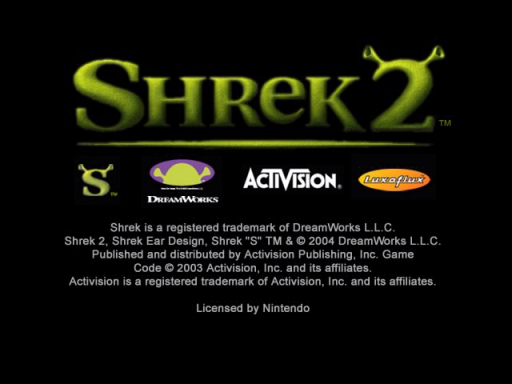 SHREK 2 ™
S ™
DREAMWORKS
ACTIVISION®
Luxoflux
Shrek is a registered trademark of DreamWorks L.L.C.
Shrek 2, Shrek Ear Design, Shrek "S" TM & © 2004 DreamWorks L.L.C.
Published and distributed by Activision Publishing, Inc. Game
Code © 2003 Activision, Inc. and its affiliates.
Activision is a registered trademark of Activision, Inc. and its affiliates.
Licensed by Nintendo